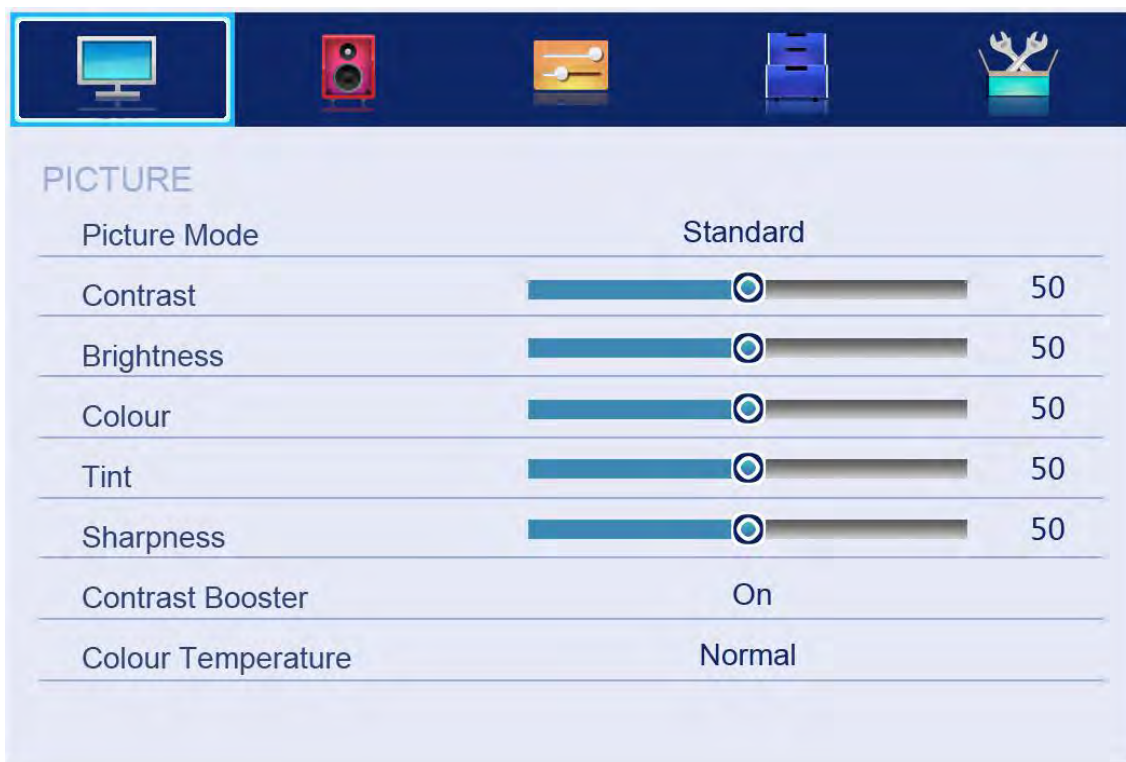 PICTURE
Picture Mode Standard
Contrast 50
Brightness 50
Colour 50
Tint 50
Sharpness 50
Contrast Booster On
Colour Temperature Normal